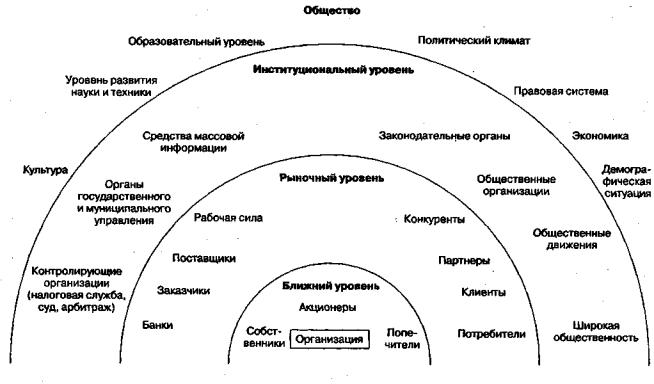 Общество
Образовательный уровень
Политический климат
Институциональный уровень
Уровень развития
науки и техники
Правовая система
Средства массовой
информации
Законодательные органы
Экономика
Культура
Демогра-
фическая
ситуация
Рыночный уровень
Общественные
организации
Органы
государственного
и муниципального
управления
Рабочая сила
Конкуренты
Общественные
движения
Поставщики
Партнеры
Контролирующие
организации
(налоговая служба,
суд, арбитраж)
Ближний уровень
Заказчики
Клиенты
Акционеры
Банки
Собст-
венники
Организация
Попе-
чители
Потребители
Широкая
общественность